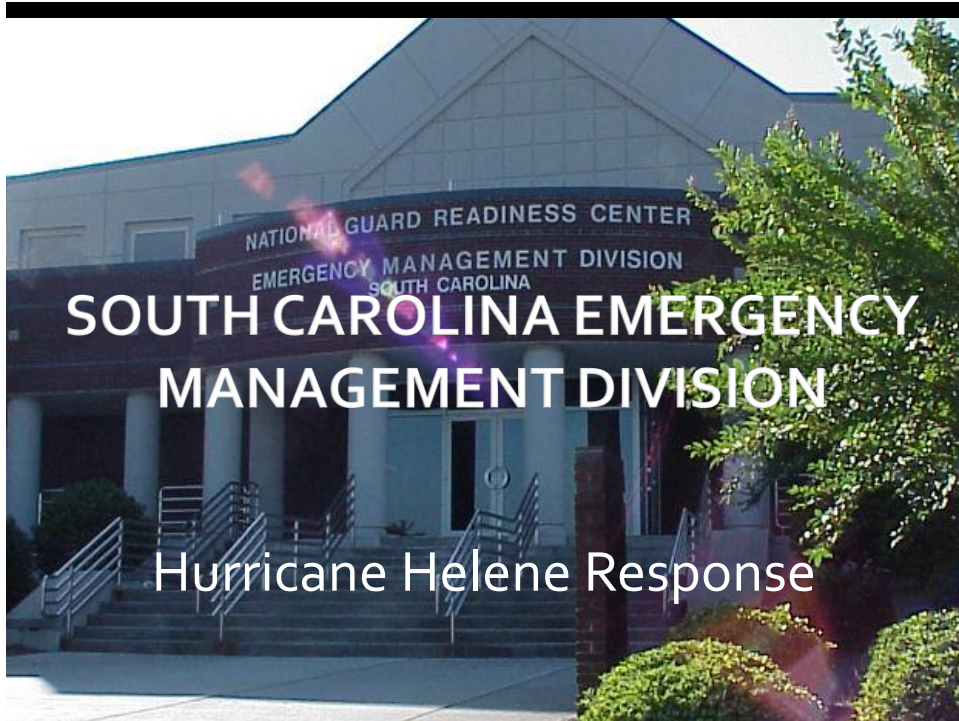 NATIONAL GUARD READINESS CENTER
EMERGENCY MANAGEMENT DIVISION
SOUTH CAROLINA
SOUTH CAROLINA EMERGENCY
MANAGEMENT DIVISION
Hurricane Helene Response